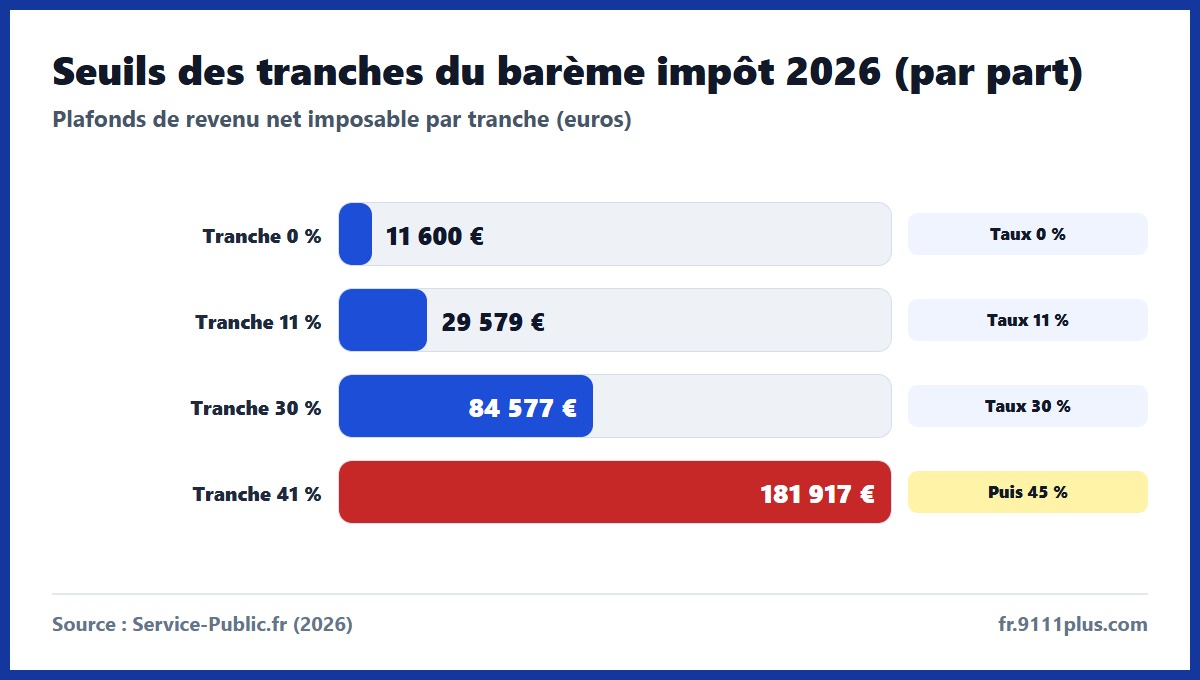 Seuils des tranches du barème impôt 2026 (par part)
Plafonds de revenu net imposable par tranche (euros)
Tranche 0 % 11 600 € Taux 0 %
Tranche 11 % 29 579 € Taux 11 %
Tranche 30 % 84 577 € Taux 30 %
Tranche 41 % 181 917 € Puis 45 %
Source : Service-Public.fr (2026) fr.9111plus.com